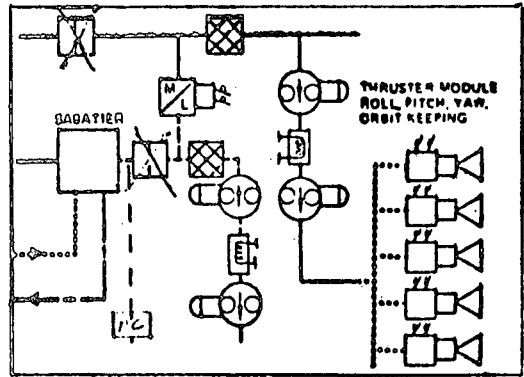 THRUSTER MODULE
ROLL, PITCH, YAW,
ORBIT KEEPING
M
L
SABATIER